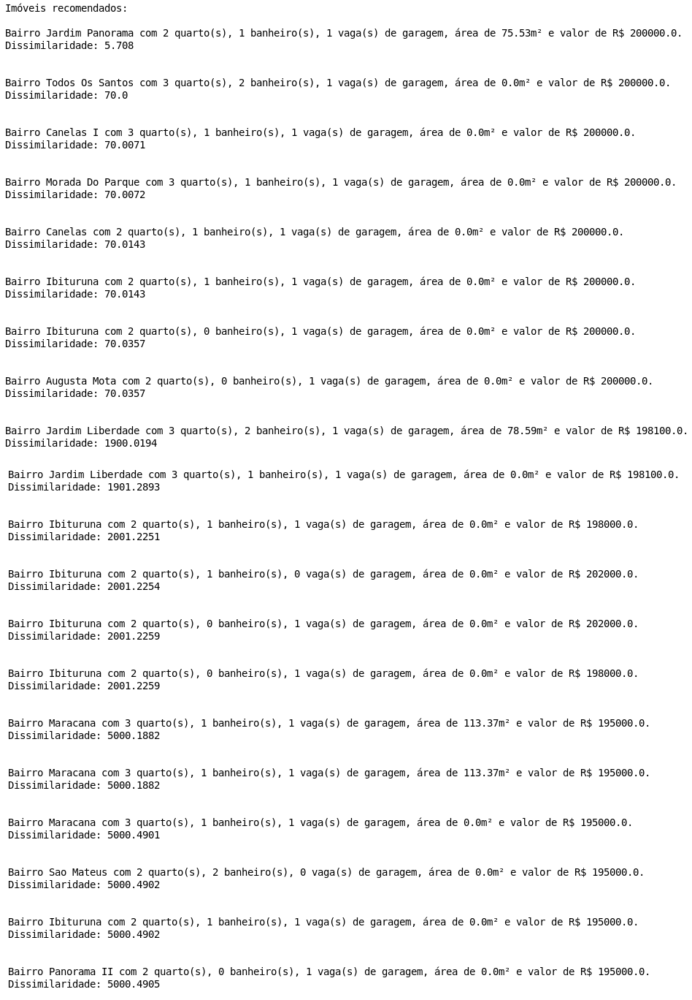 Imóveis recomendados:
Bairro Jardim Panorama com 2 quarto(s), 1 banheiro(s), 1 vaga(s) de garagem, área de 75.53m² e valor de R$ 200000.0.
Dissimilaridade: 5.708
Bairro Todos Os Santos com 3 quarto(s), 2 banheiro(s), 1 vaga(s) de garagem, área de 0.0m² e valor de R$ 200000.0.
Dissimilaridade: 70.0
Bairro Canelas I com 3 quarto(s), 1 banheiro(s), 1 vaga(s) de garagem, área de 0.0m² e valor de R$ 200000.0.
Dissimilaridade: 70.0071
Bairro Morada Do Parque com 3 quarto(s), 1 banheiro(s), 1 vaga(s) de garagem, área de 0.0m² e valor de R$ 200000.0.
Dissimilaridade: 70.0072
Bairro Canelas com 2 quarto(s), 1 banheiro(s), 1 vaga(s) de garagem, área de 0.0m² e valor de R$ 200000.0.
Dissimilaridade: 70.0143
Bairro Ibituruna com 2 quarto(s), 1 banheiro(s), 1 vaga(s) de garagem, área de 0.0m² e valor de R$ 200000.0.
Dissimilaridade: 70.0143
Bairro Ibituruna com 2 quarto(s), 0 banheiro(s), 1 vaga(s) de garagem, área de 0.0m² e valor de R$ 200000.0.
Dissimilaridade: 70.0357
Bairro Augusta Mota com 2 quarto(s), 0 banheiro(s), 1 vaga(s) de garagem, área de 0.0m² e valor de R$ 200000.0.
Dissimilaridade: 70.0357
Bairro Jardim Liberdade com 3 quarto(s), 2 banheiro(s), 1 vaga(s) de garagem, área de 78.59m² e valor de R$ 198100.0.
Dissimilaridade: 1900.0194
Bairro Jardim Liberdade com 3 quarto(s), 1 banheiro(s), 1 vaga(s) de garagem, área de 0.0m² e valor de R$ 198100.0.
Dissimilaridade: 1901.2893
Bairro Ibituruna com 2 quarto(s), 1 banheiro(s), 1 vaga(s) de garagem, área de 0.0m² e valor de R$ 198000.0.
Dissimilaridade: 2001.2251
Bairro Ibituruna com 2 quarto(s), 1 banheiro(s), 0 vaga(s) de garagem, área de 0.0m² e valor de R$ 202000.0.
Dissimilaridade: 2001.2254
Bairro Ibituruna com 2 quarto(s), 0 banheiro(s), 1 vaga(s) de garagem, área de 0.0m² e valor de R$ 202000.0.
Dissimilaridade: 2001.2259
Bairro Ibituruna com 2 quarto(s), 0 banheiro(s), 1 vaga(s) de garagem, área de 0.0m² e valor de R$ 198000.0.
Dissimilaridade: 2001.2259
Bairro Maracana com 3 quarto(s), 1 banheiro(s), 1 vaga(s) de garagem, área de 113.37m² e valor de R$ 195000.0.
Dissimilaridade: 5000.1882
Bairro Maracana com 3 quarto(s), 1 banheiro(s), 1 vaga(s) de garagem, área de 113.37m² e valor de R$ 195000.0.
Dissimilaridade: 5000.1882
Bairro Maracana com 3 quarto(s), 1 banheiro(s), 1 vaga(s) de garagem, área de 0.0m² e valor de R$ 195000.0.
Dissimilaridade: 5000.4901
Bairro Sao Mateus com 2 quarto(s), 2 banheiro(s), 0 vaga(s) de garagem, área de 0.0m² e valor de R$ 195000.0.
Dissimilaridade: 5000.4902
Bairro Ibituruna com 2 quarto(s), 1 banheiro(s), 1 vaga(s) de garagem, área de 0.0m² e valor de R$ 195000.0.
Dissimilaridade: 5000.4902
Bairro Panorama II com 2 quarto(s), 0 banheiro(s), 1 vaga(s) de garagem, área de 0.0m² e valor de R$ 195000.0.
Dissimilaridade: 5000.4905